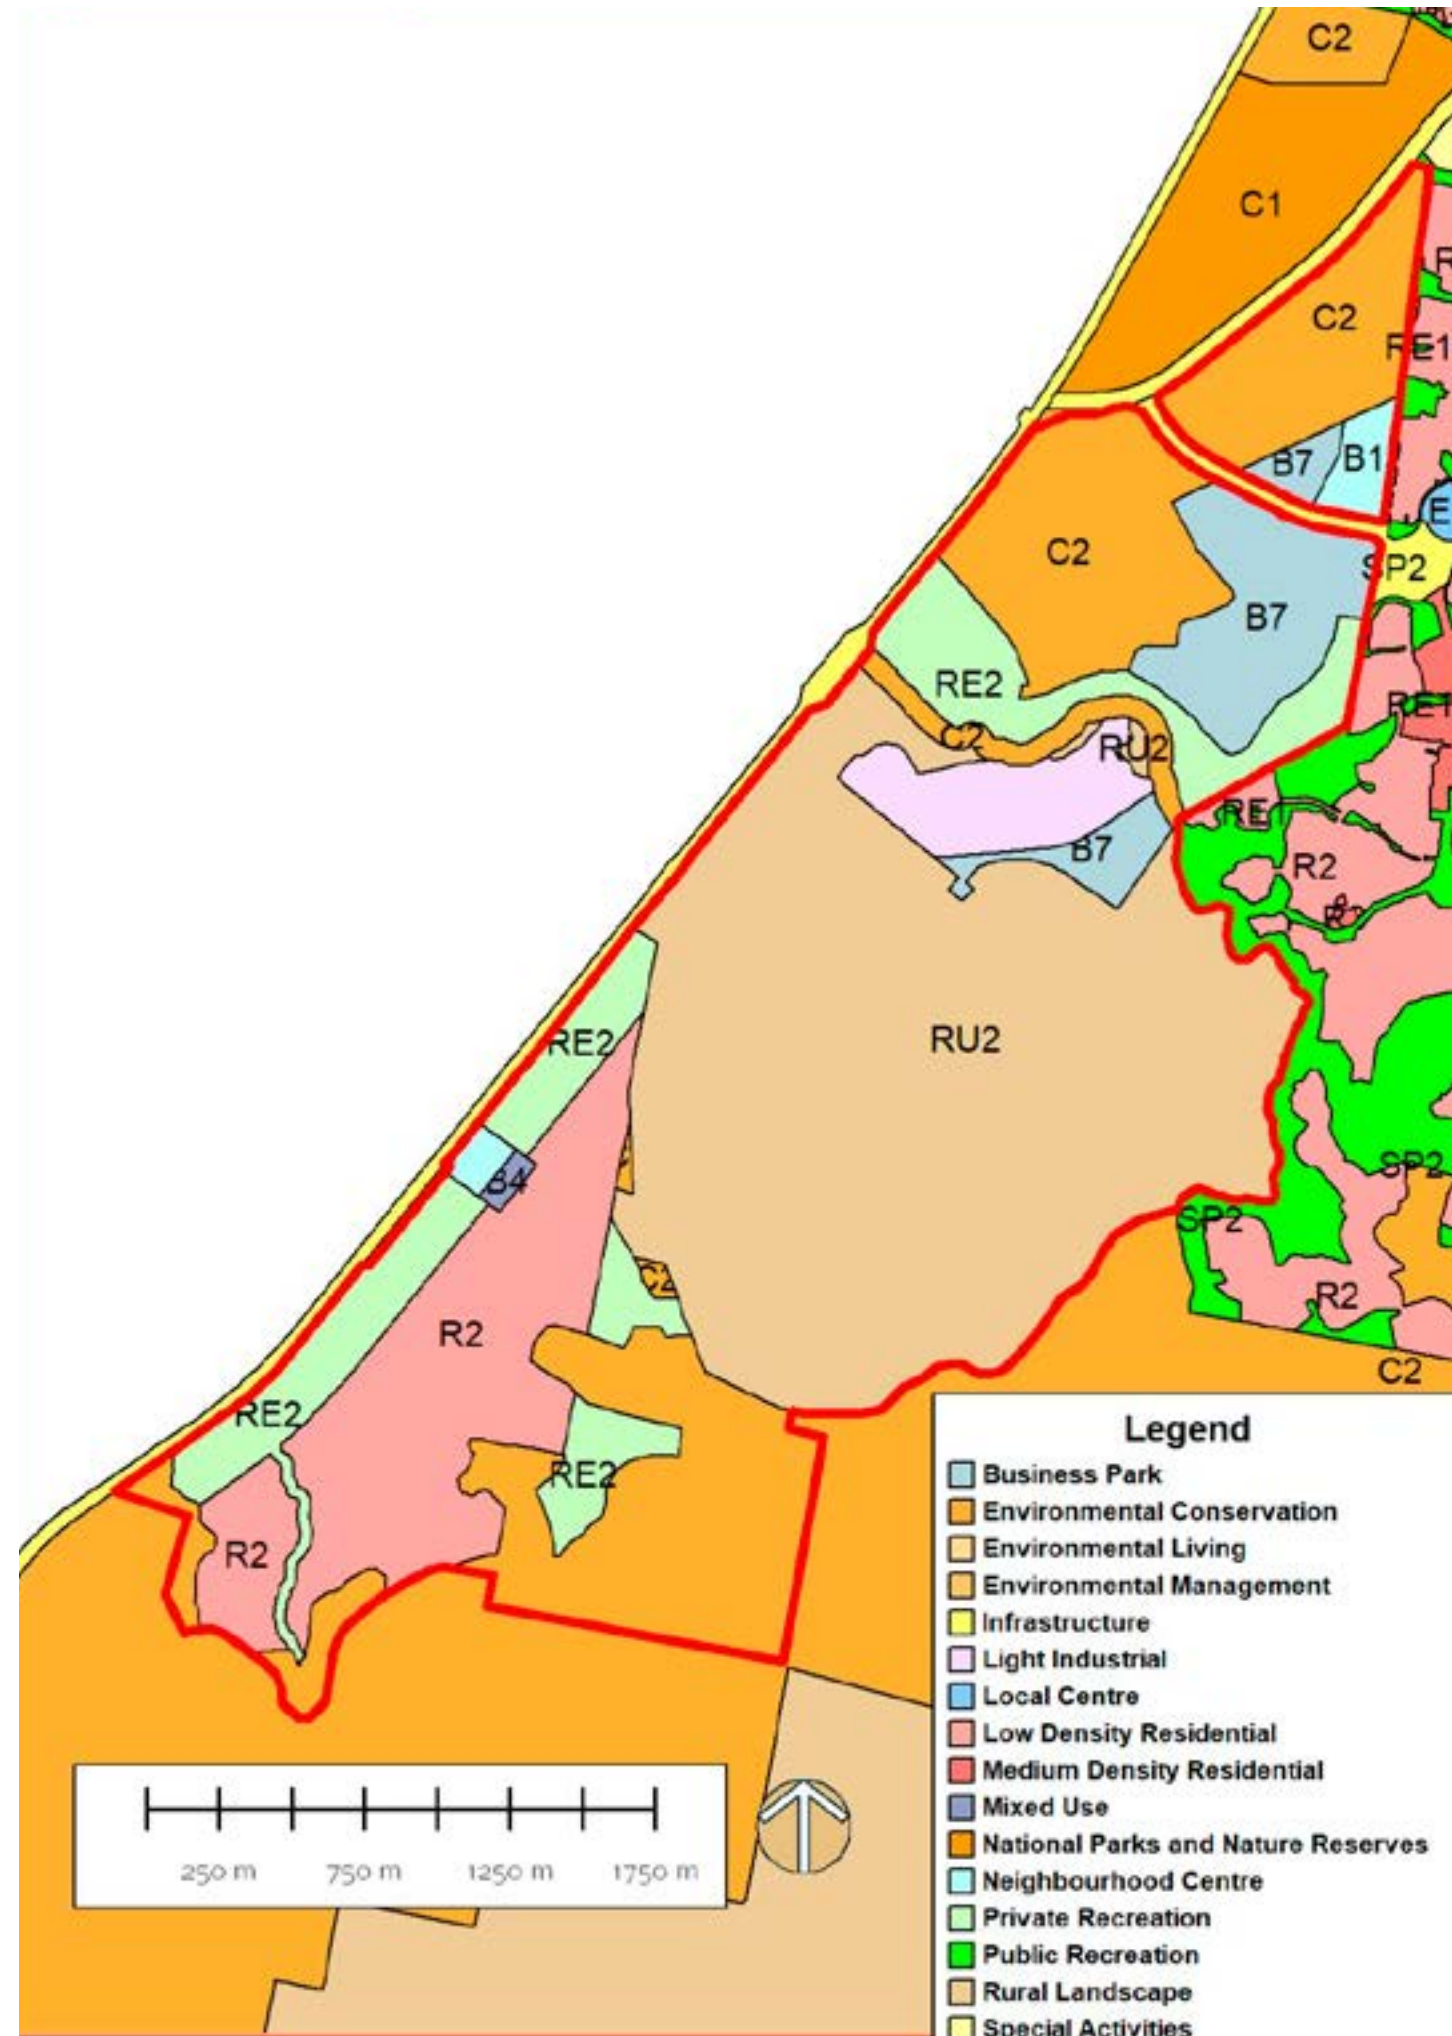 C2
C1
C2
RE1
B7
B1
C2
SP2
B7
RE2
C2
RU2
RE1
B7
R2
RE2
RU2
B4
SP2
SP2
C2
R2
R2
C2
RE2
RE2
R2
Legend
Business Park
Environmental Conservation
Environmental Living
Environmental Management
Infrastructure
Light Industrial
Local Centre
Low Density Residential
Medium Density Residential
Mixed Use
National Parks and Nature Reserves
Neighbourhood Centre
Private Recreation
Public Recreation
Rural Landscape
Special Activities
250 m 750 m 1250 m 1750 m